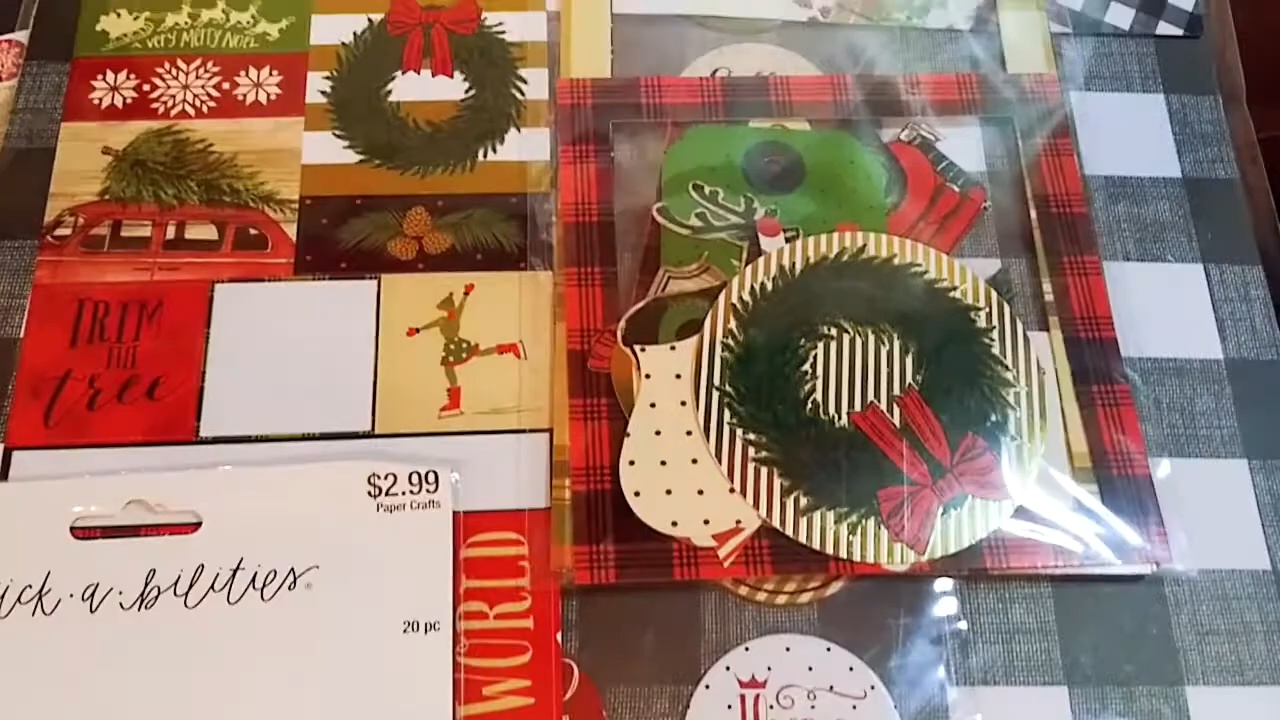 A Very Merry Noel
TRIM
THE
tree
$2.99
Paper Crafts
ick·a·bilities®
20 pc
WORLD